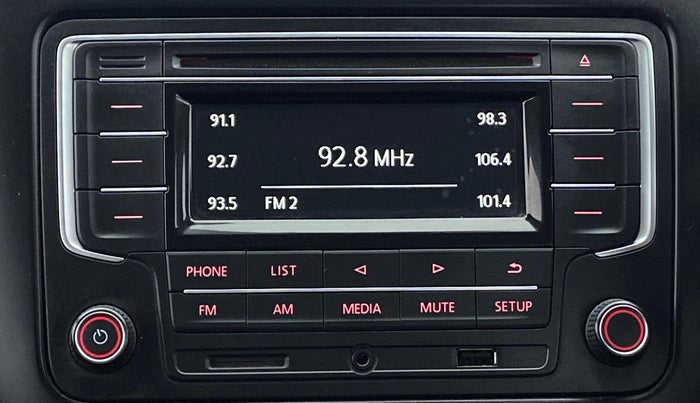 91.1
98.3
92.7
92.8 MHz
106.4
93.5
FM 2
101.4
PHONE LIST
FM AM MEDIA MUTE SETUP